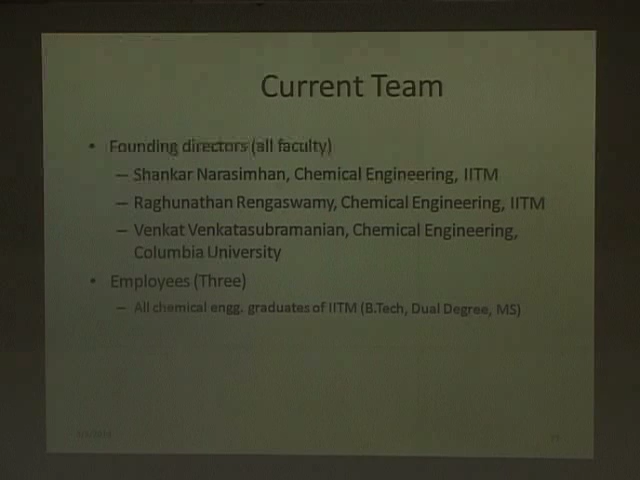 Current Team
• Founding directors (all faculty)
– Shankar Narasimhan, Chemical Engineering, IITM
– Raghunathan Rengaswamy, Chemical Engineering, IITM
– Venkat Venkatasubramanian, Chemical Engineering,
Columbia University
• Employees (Three)
– All chemical engg. graduates of IITM (B.Tech, Dual Degree, MS)